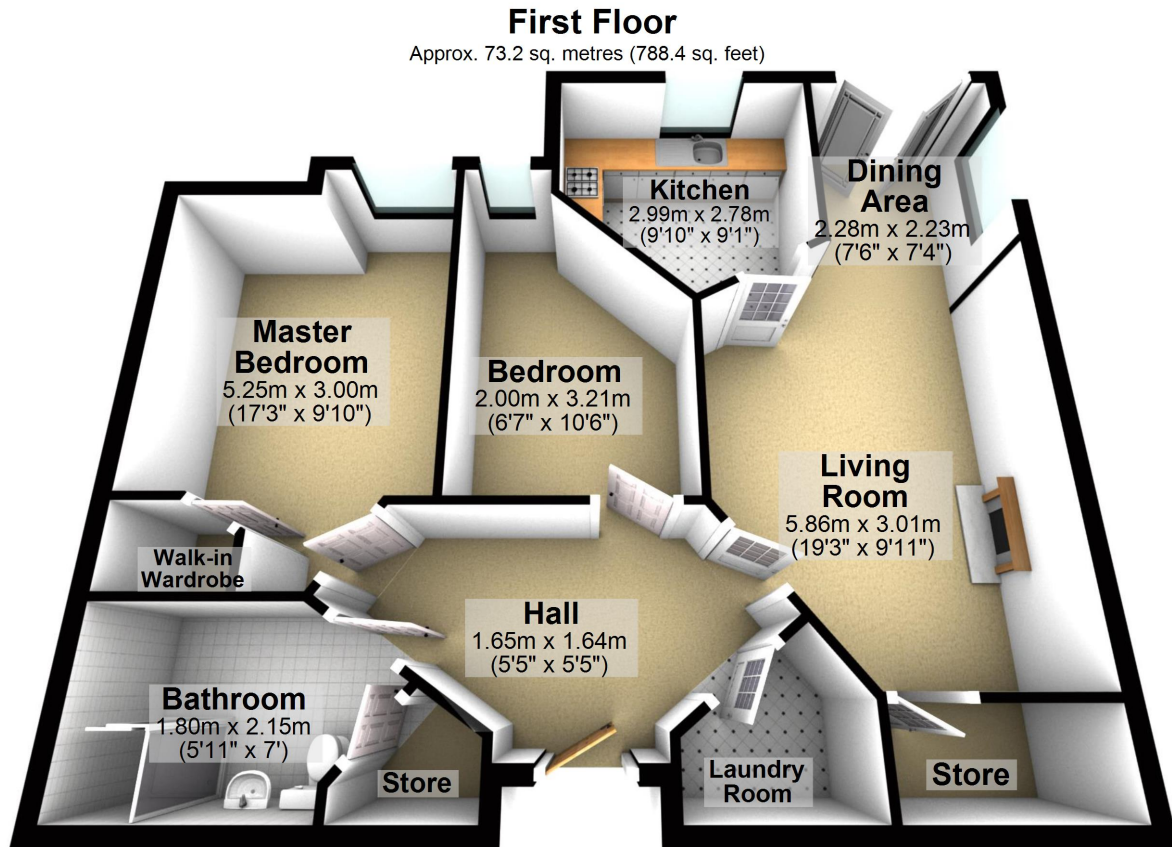 First Floor
Approx. 73.2 sq. metres (788.4 sq. feet)
Kitchen
2.99m x 2.78m
(9'10" x 9'1")
Dining
Area
2.28m x 2.23m
(7'6" x 7'4")
Master
Bedroom
5.25m x 3.00m
(17'3" x 9'10")
Bedroom
2.00m x 3.21m
(6'7" x 10'6")
Living
Room
5.86m x 3.01m
(19'3" x 9'11")
Walk-in
Wardrobe
Hall
1.65m x 1.64m
(5'5" x 5'5")
Bathroom
1.80m x 2.15m
(5'11" x 7')
Store
Laundry
Room
Store